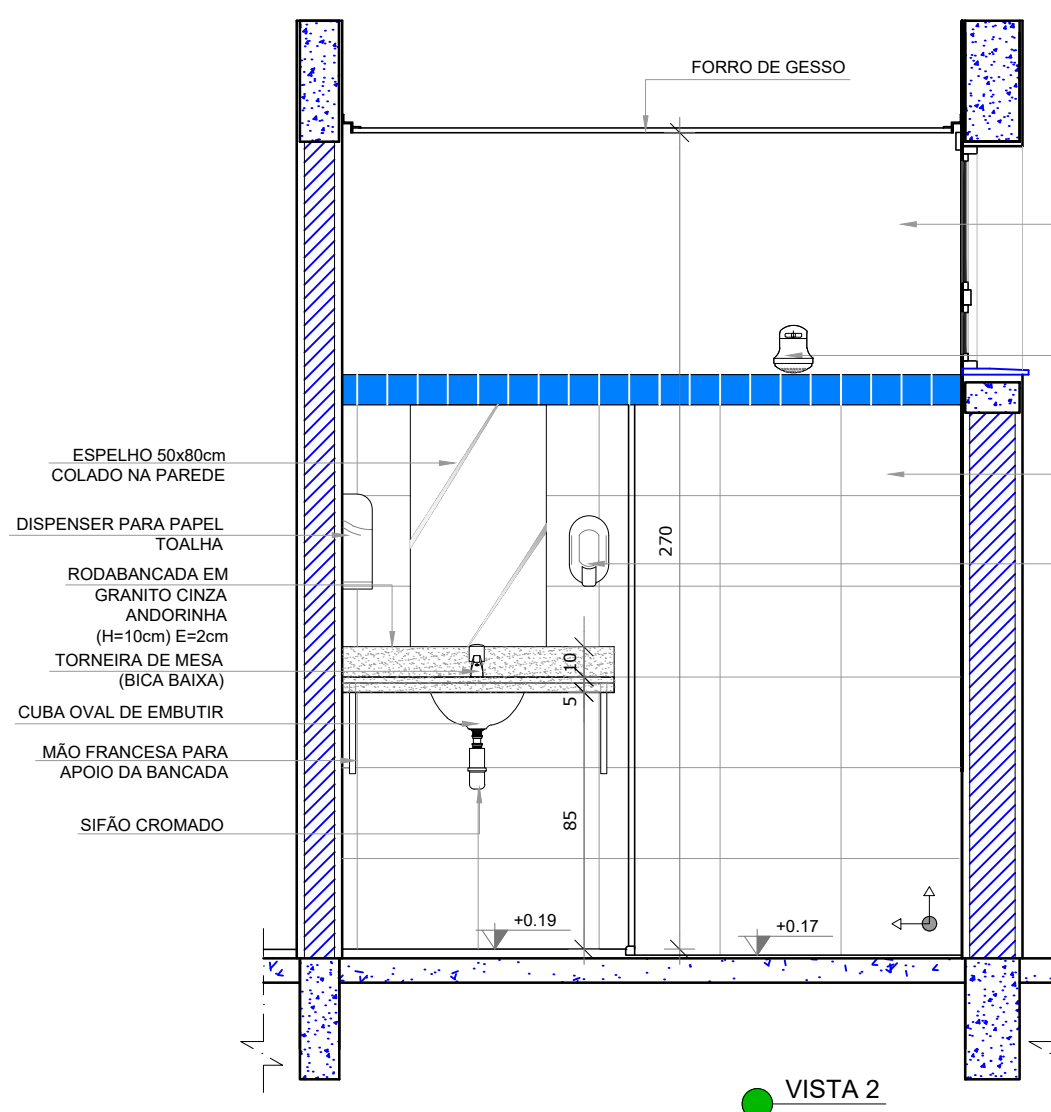 FORRO DE GESSO
ESPELHO 50x80cm
COLADO NA PAREDE
DISPENSER PARA PAPEL
TOALHA
RODABANCADA EM
GRANITO CINZA
ANDORINHA
(H=10cm) E=2cm
TORNEIRA DE MESA
(BICA BAIXA)
CUBA OVAL DE EMBUTIR
MÃO FRANCESA PARA
APOIO DA BANCADA
SIFÃO CROMADO
270
10
5
85
+0.19
+0.17
VISTA 2